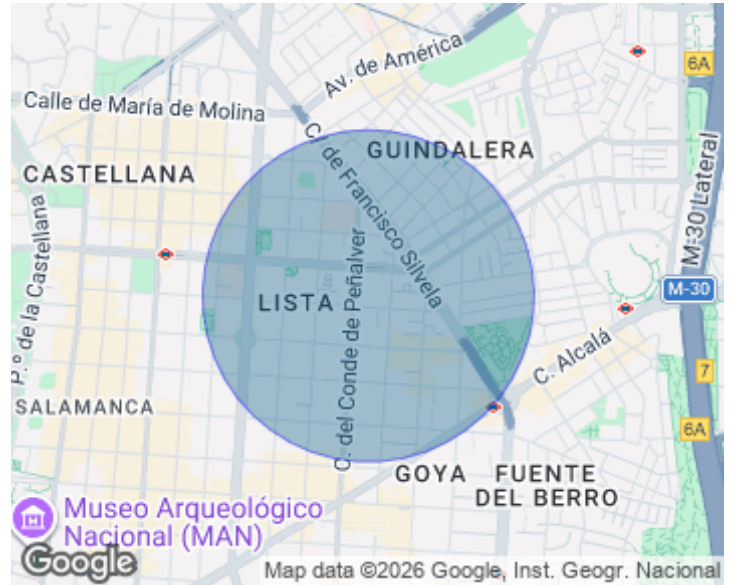 Av. de América
6A
Calle de María de Molina
C. de Francisco Silvela
GUINDALERA
CASTELLANA
M-30 Lateral
P.º de la Castellana
C. del Conde de Peñalver
LISTA
M-30
C. Alcalá
7
SALAMANCA
6A
GOYA
FUENTE
DEL BERRO
Museo Arqueológico
Nacional (MAN)
Google
Map data ©2026 Google, Inst. Geogr. Nacional